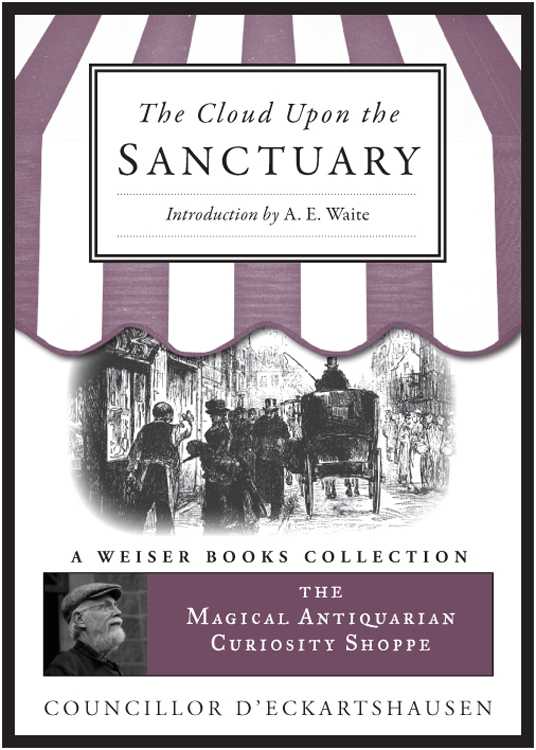 The Cloud Upon the
SANCTUARY
Introduction by A. E. Waite
A WEISER BOOKS COLLECTION
THE
MAGICAL ANTIQUARIAN
CURIOSITY SHOPPE
COUNCILLOR D'ECKARTSHAUSEN